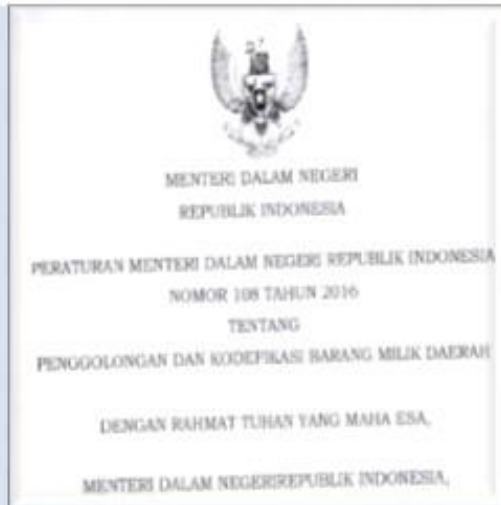 MENTERI DALAM NEGERI
REPUBLIK INDONESIA
PERATURAN MENTERI DALAM NEGERI REPUBLIK INDONESIA
NOMOR 108 TAHUN 2016
TENTANG
PENGGOLONGAN DAN KODEFIKASI BARANG MILIK DAERAH
DENGAN RAHMAT TUHAN YANG MAHA ESA,
MENTERI DALAM NEGERIREPUBLIK INDONESIA,